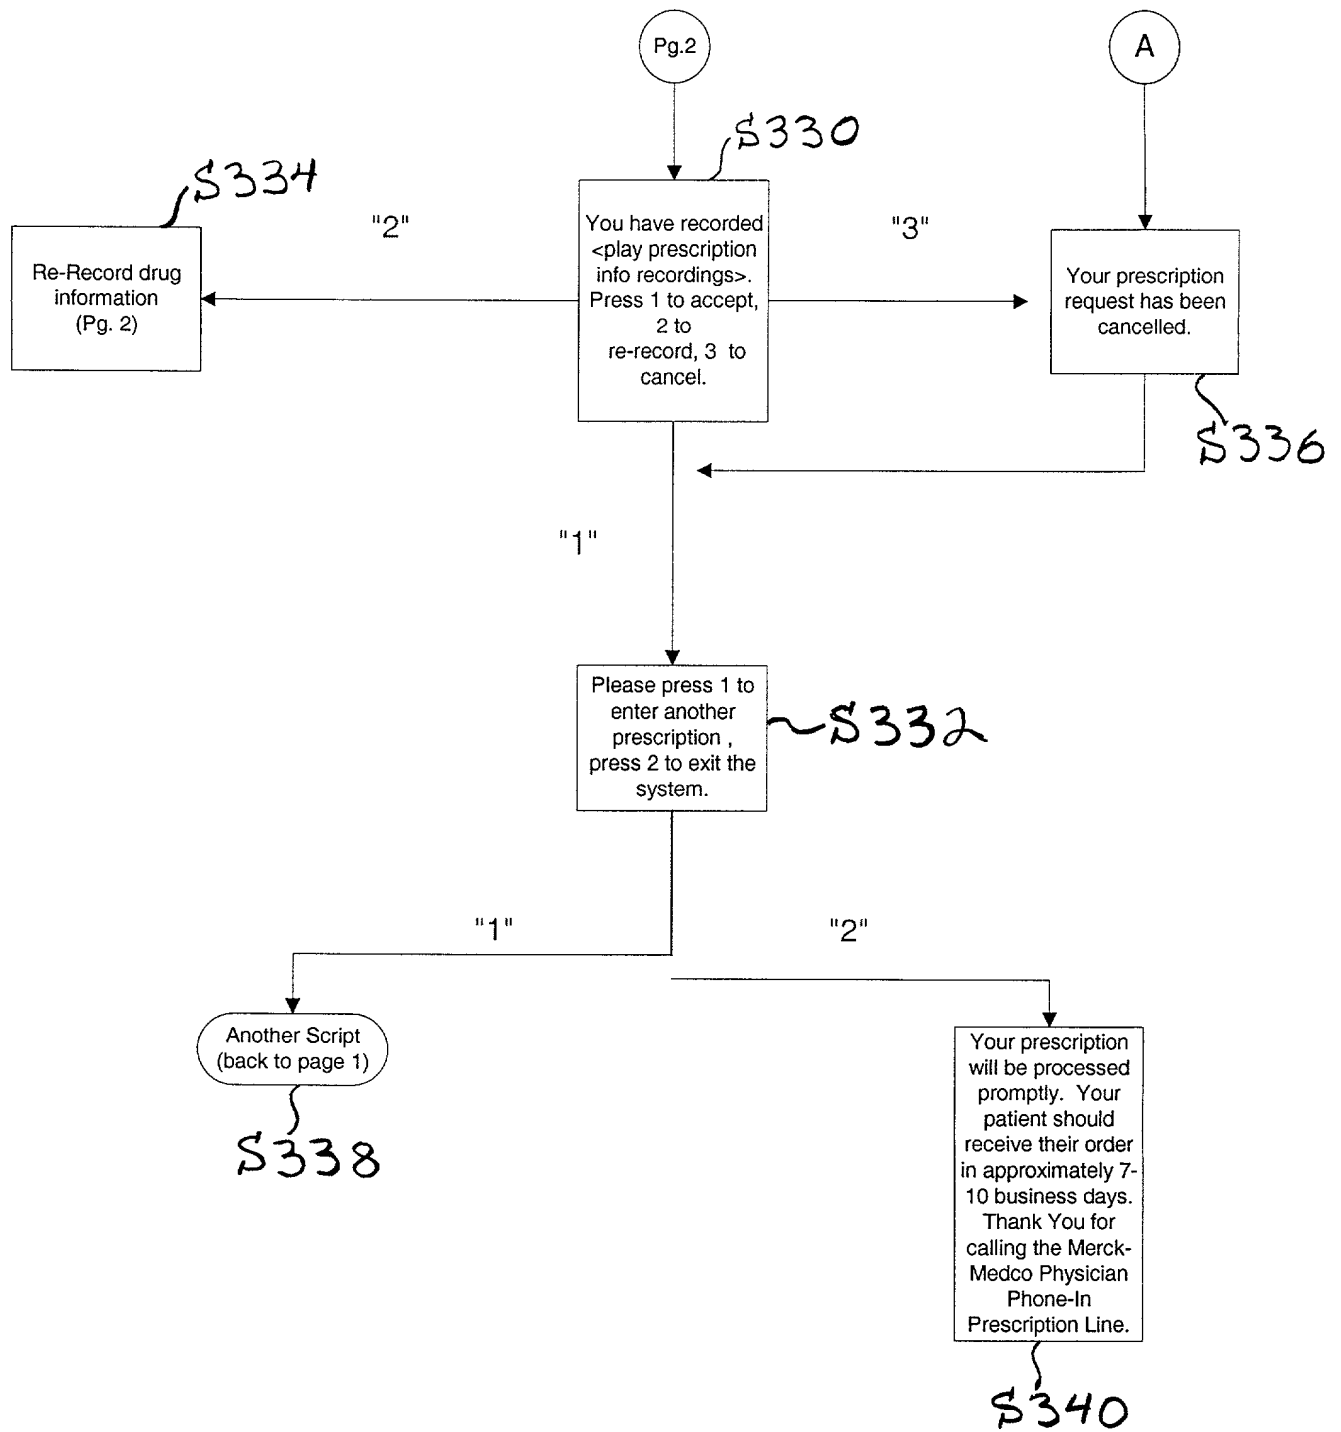 Pg.2
A
S330
S334
"2"
"3"
You have recorded
<play prescription
info recordings>.
Press 1 to accept,
2 to
re-record, 3 to
cancel.
Re-Record drug
information
(Pg. 2)
Your prescription
request has been
cancelled.
S336
"1"
Please press 1 to
enter another
prescription ,
press 2 to exit the
system.
S332
"1"
"2"
Another Script
(back to page 1)
S338
Your prescription
will be processed
promptly. Your
patient should
receive their order
in approximately 7-
10 business days.
Thank You for
calling the Merck-
Medco Physician
Phone-In
Prescription Line.
S340